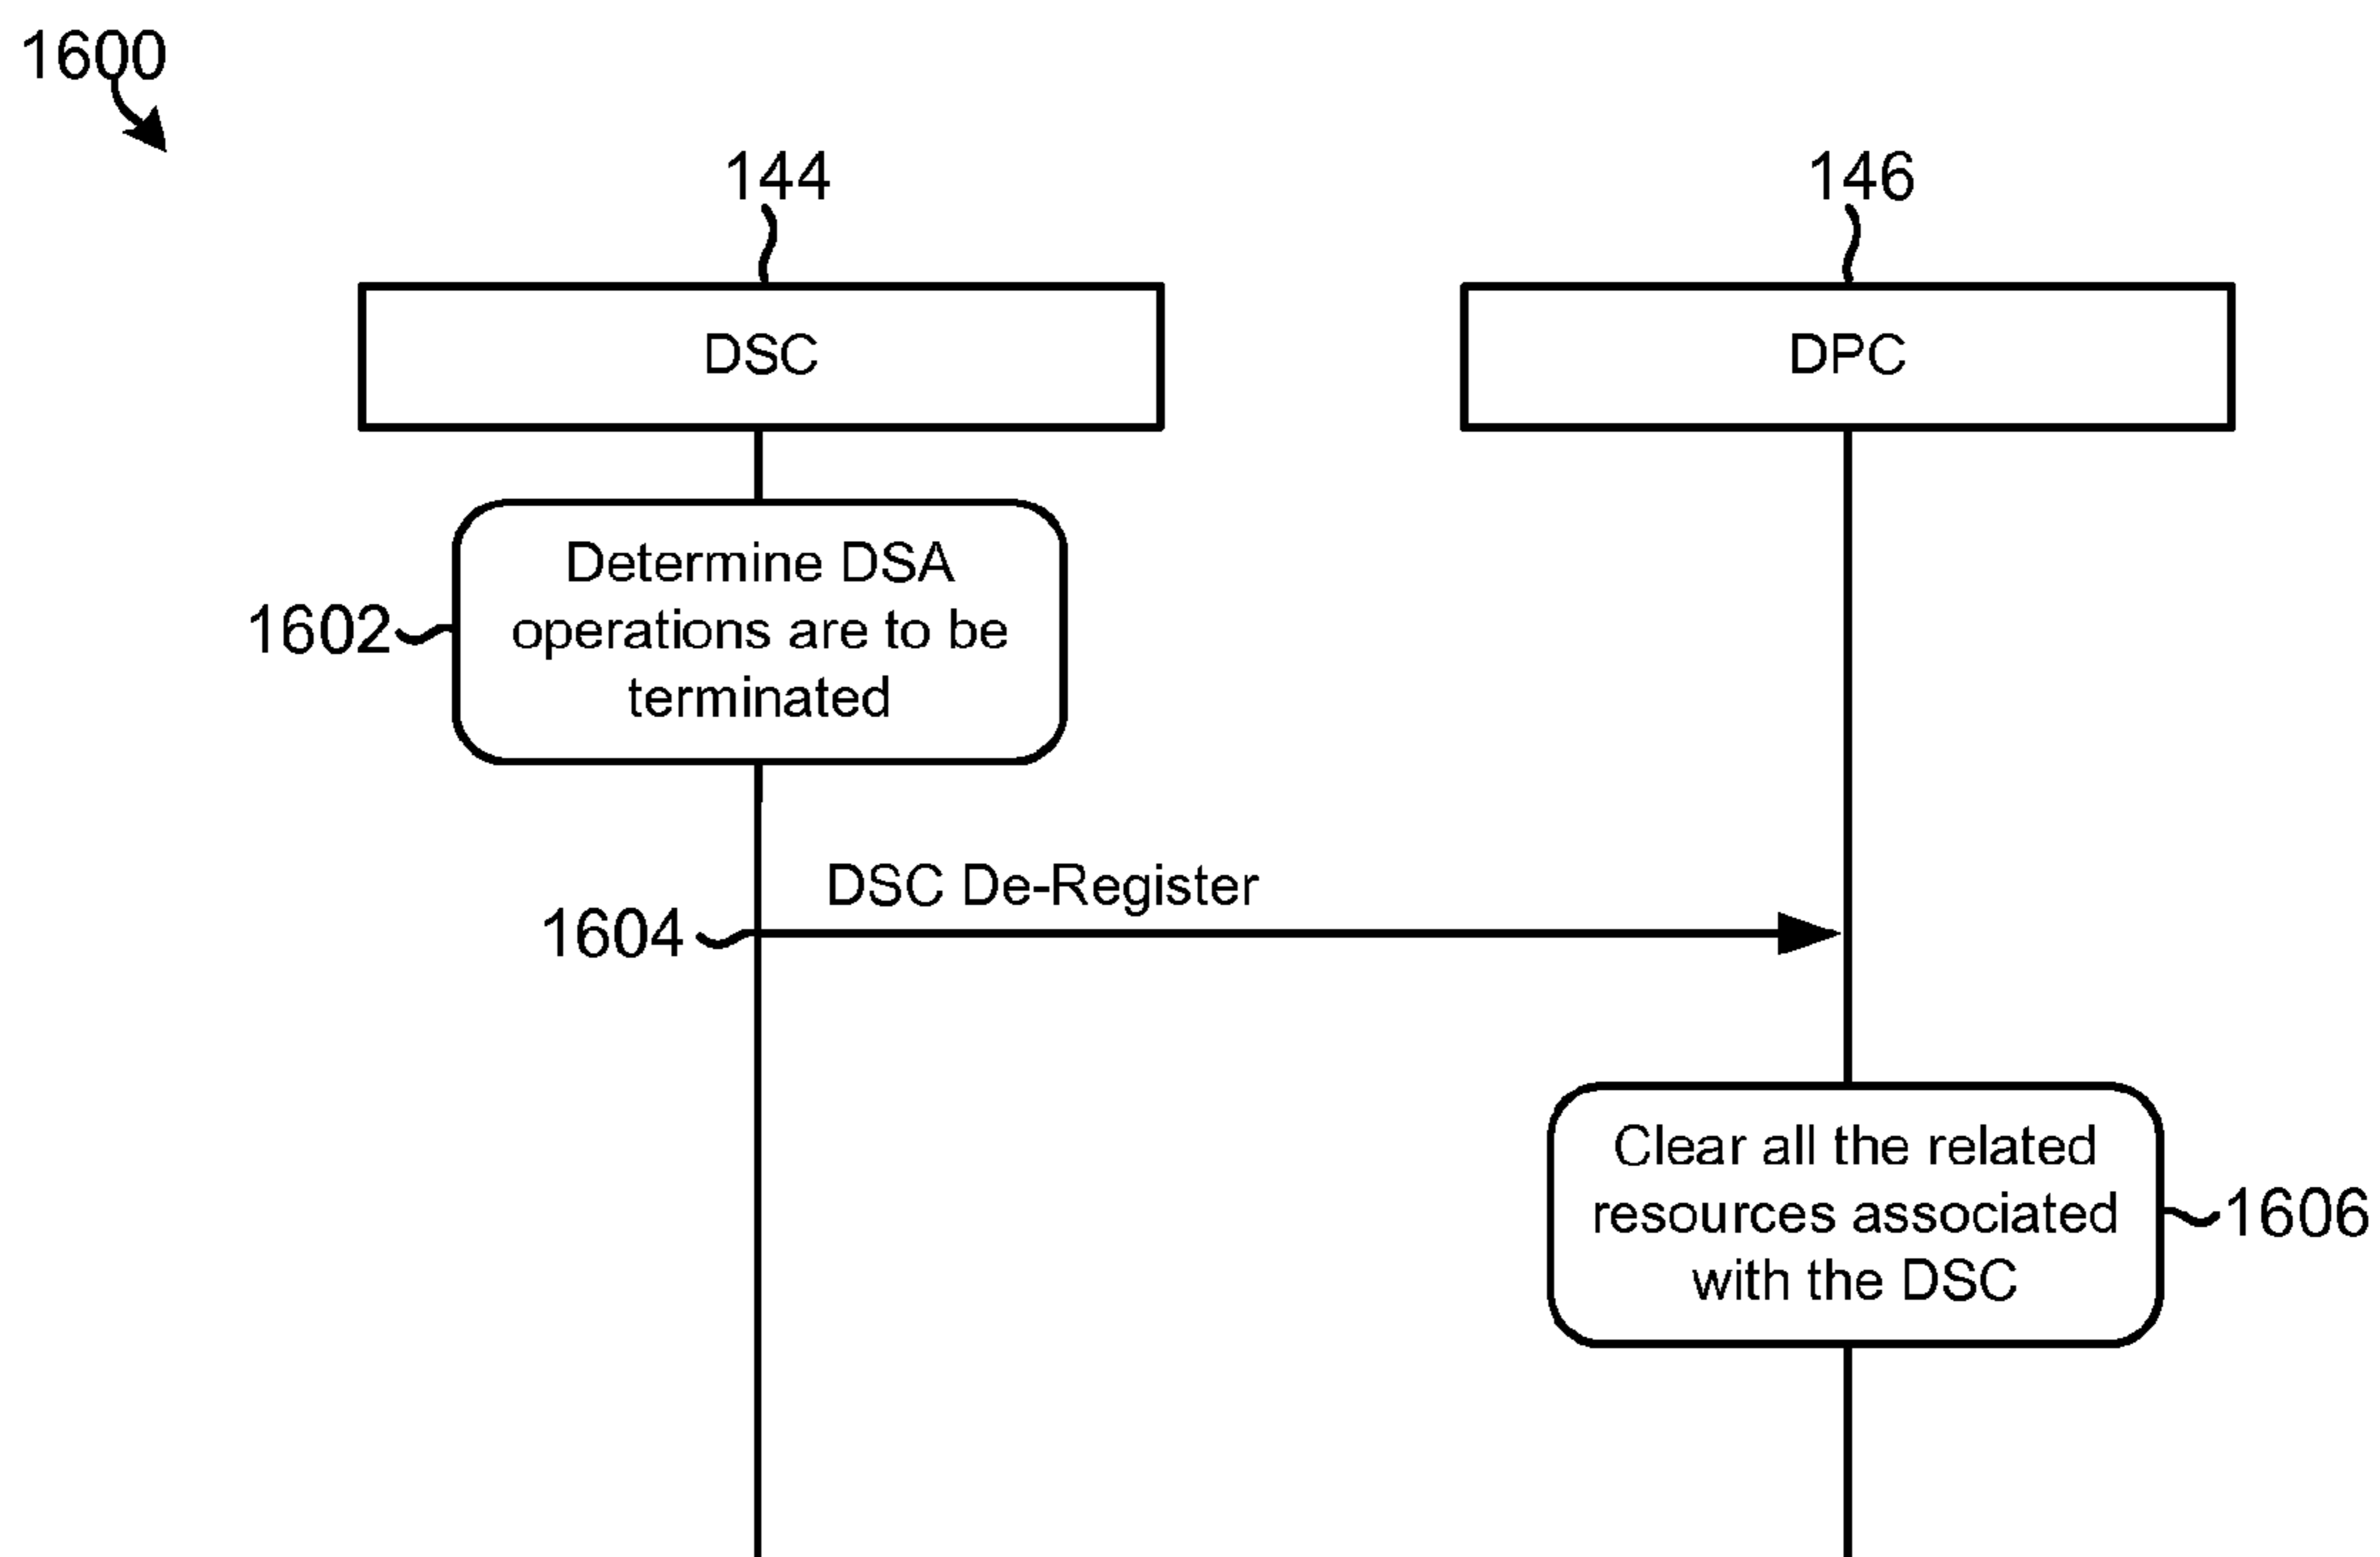 1600
144
146
DSC
DPC
Determine DSA
operations are to be
terminated
1602
DSC De-Register
1604
Clear all the related
resources associated
with the DSC
1606